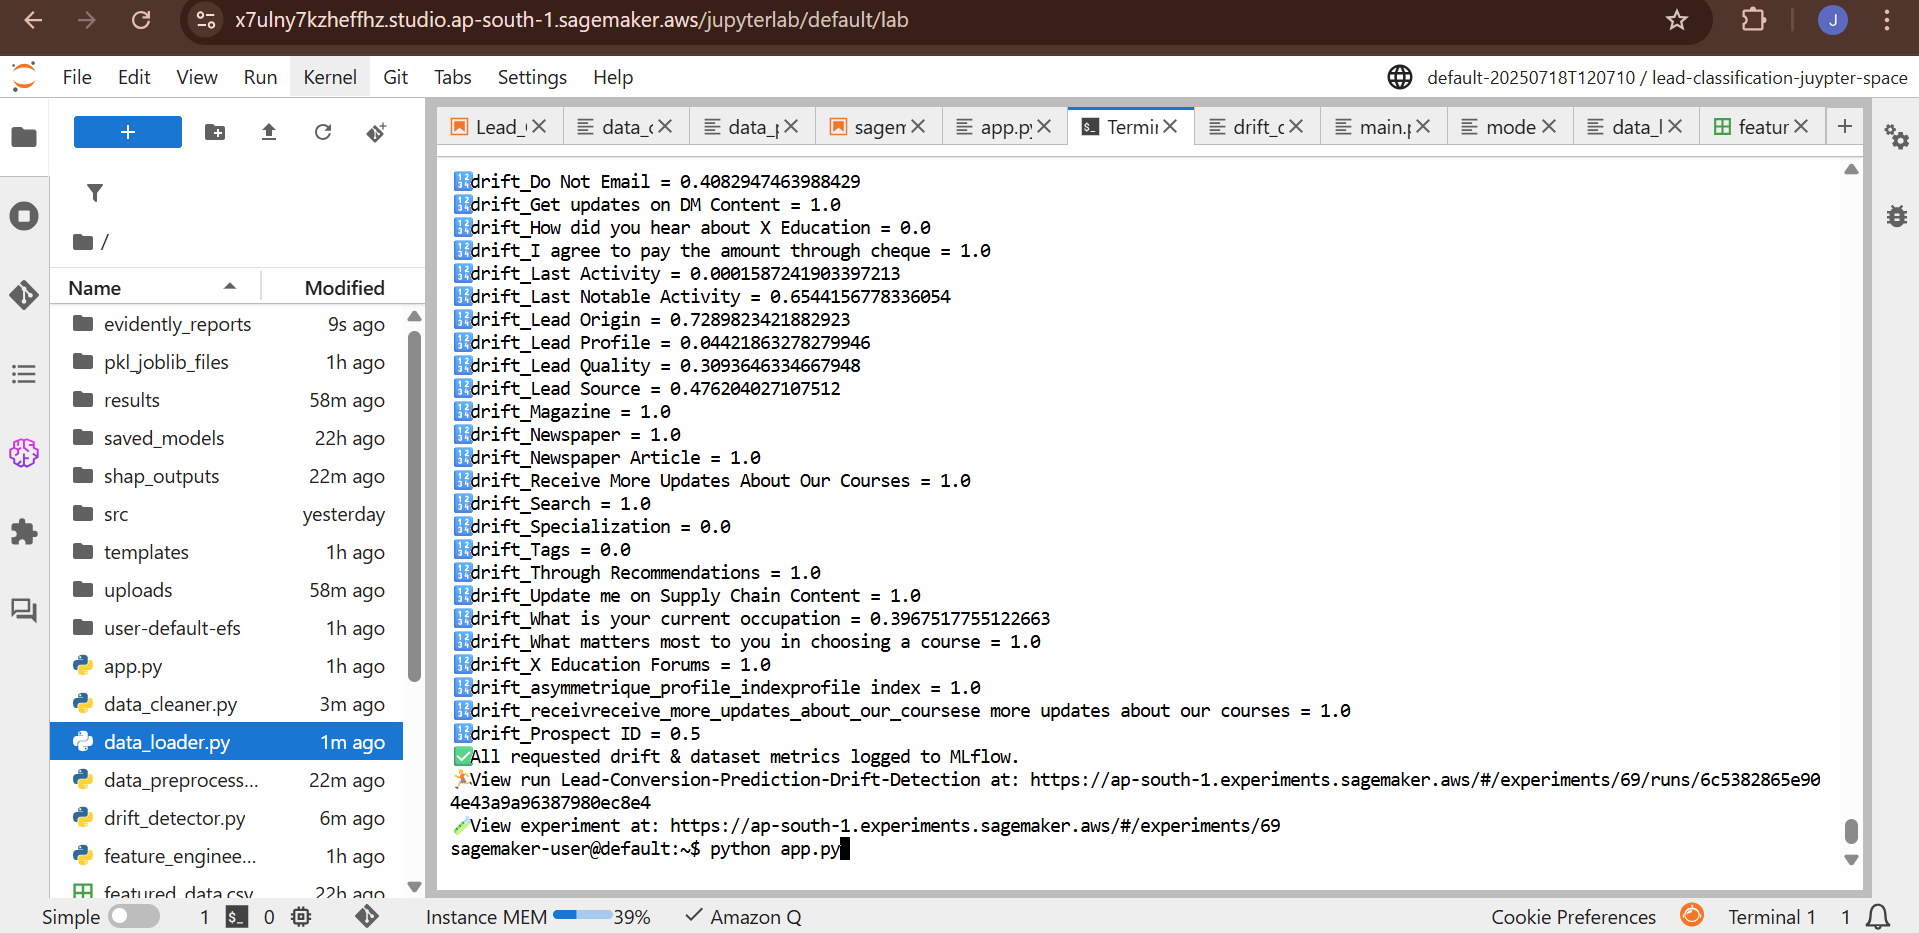 x7ulny7kzheffhz.studio.ap-south-1.sagemaker.aws/jupyterlab/default/lab
J
File Edit View Run Kernel Git Tabs Settings Help
default-20250718T120710 / lead-classification-juypter-space
Lead_ data_c data_p sagem app.py Termin drift_c main.p mode data_l featur
/
Name Modified
evidently_reports 9s ago
pkl_joblib_files 1h ago
results 58m ago
saved_models 22h ago
shap_outputs 22m ago
src yesterday
templates 1h ago
uploads 58m ago
user-default-efs 1h ago
app.py 1h ago
data_cleaner.py 3m ago
data_loader.py 1m ago
data_preprocess... 22m ago
drift_detector.py 6m ago
feature_enginee... 1h ago
featured_data.csv 22h ago
drift_Do Not Email = 0.4082947463988429
drift_Get updates on DM Content = 1.0
drift_How did you hear about X Education = 0.0
drift_I agree to pay the amount through cheque = 1.0
drift_Last Activity = 0.0001587241903397213
drift_Last Notable Activity = 0.6544156778336054
drift_Lead Origin = 0.7289823421882923
drift_Lead Profile = 0.04421863278279946
drift_Lead Quality = 0.3093646334667948
drift_Lead Source = 0.476204027107512
drift_Magazine = 1.0
drift_Newspaper = 1.0
drift_Newspaper Article = 1.0
drift_Receive More Updates About Our Courses = 1.0
drift_Search = 1.0
drift_Specialization = 0.0
drift_Tags = 0.0
drift_Through Recommendations = 1.0
drift_Update me on Supply Chain Content = 1.0
drift_What is your current occupation = 0.3967517755122663
drift_What matters most to you in choosing a course = 1.0
drift_X Education Forums = 1.0
drift_asymmetrique_profile_indexprofile index = 1.0
drift_receivreceive_more_updates_about_our_coursese more updates about our courses = 1.0
drift_Prospect ID = 0.5
All requested drift & dataset metrics logged to MLflow.
View run Lead-Conversion-Prediction-Drift-Detection at: https://ap-south-1.experiments.sagemaker.aws/#/experiments/69/runs/6c5382865e90
4e43a9a96387980ec8e4
View experiment at: https://ap-south-1.experiments.sagemaker.aws/#/experiments/69
sagemaker-user@default:~$ python app.py
Simple 1 0 Instance MEM 39% Amazon Q Cookie Preferences Terminal 1 1